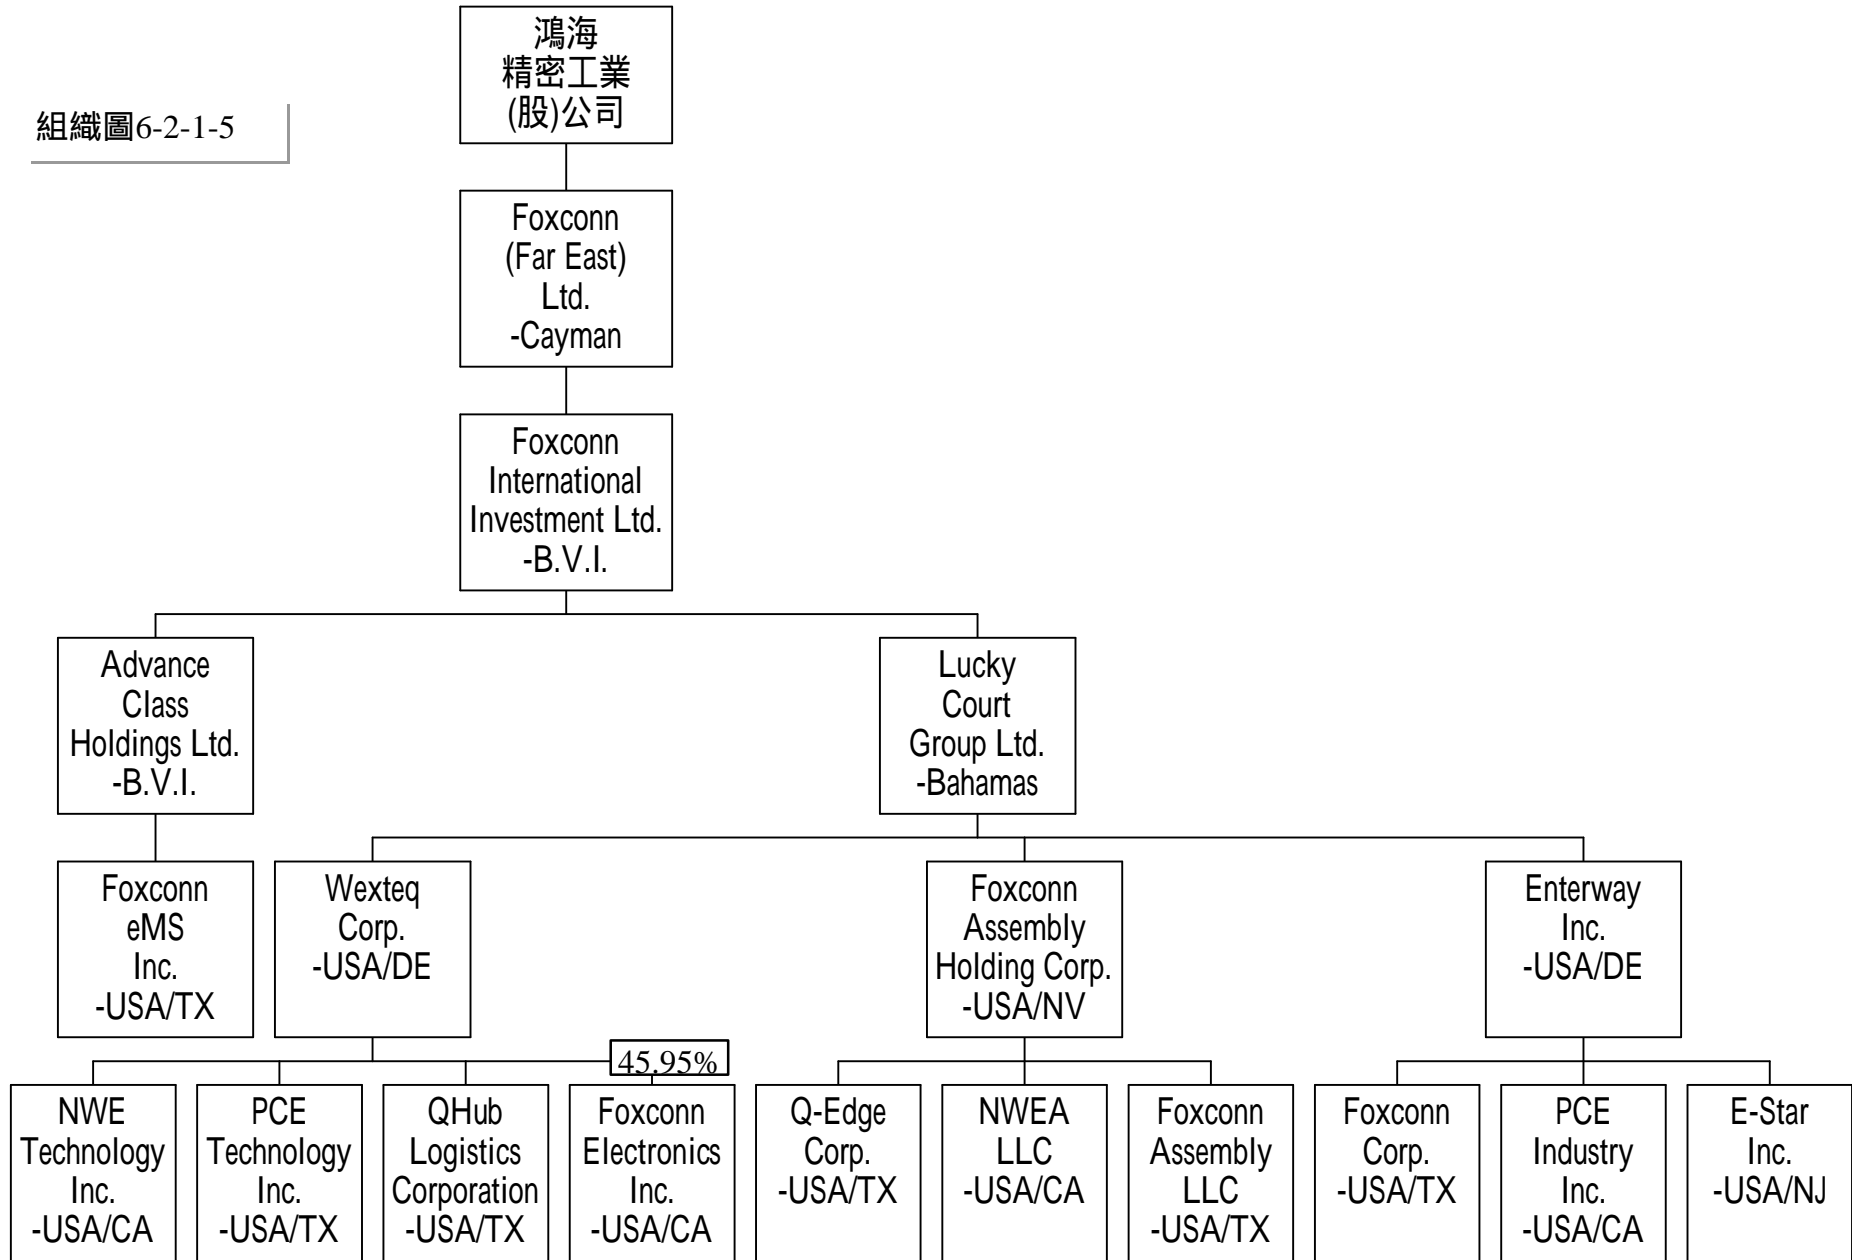 鴻海
精密工業
(股)公司
組織圖6-2-1-5
Foxconn
(Far East)
Ltd.
-Cayman
Foxconn
International
Investment Ltd.
-B.V.I.
Advance
Class
Holdings Ltd.
-B.V.I.
Lucky
Court
Group Ltd.
-Bahamas
Foxconn
eMS
Inc.
-USA/TX
Wexteq
Corp.
-USA/DE
Foxconn
Assembly
Holding Corp.
-USA/NV
Enterway
Inc.
-USA/DE
45.95%
NWE
Technology
Inc.
-USA/CA
PCE
Technology
Inc.
-USA/TX
QHub
Logistics
Corporation
-USA/TX
Foxconn
Electronics
Inc.
-USA/CA
Q-Edge
Corp.
-USA/TX
NWEA
LLC
-USA/CA
Foxconn
Assembly
LLC
-USA/TX
Foxconn
Corp.
-USA/TX
PCE
Industry
Inc.
-USA/CA
E-Star
Inc.
-USA/NJ